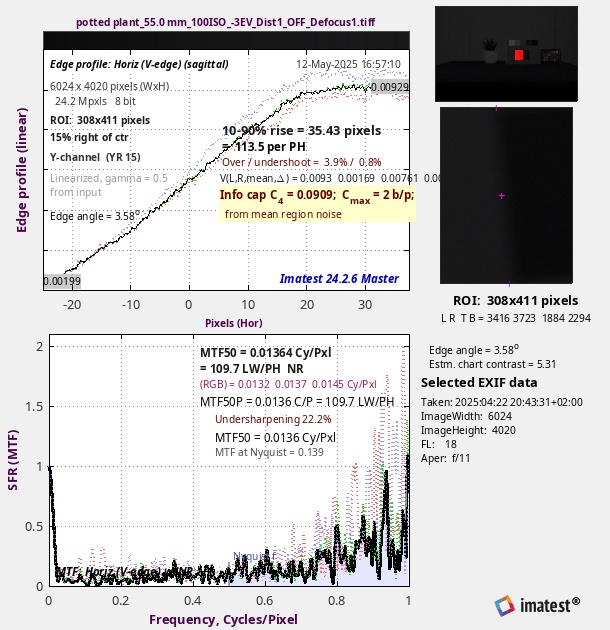 potted plant_55.0 mm_100ISO_-3EV_Dist1_OFF_Defocus1.tiff
Edge profile: Horiz (V-edge) (sagittal)
12-May-2025 16:57:10
6024 x 4020 pixels (WxH)
24.2 Mpxls   8 bit
0.00929
ROI:  308x411 pixels
15% right of ctr
10-90% rise = 35.43 pixels
= 113.5 per PH
Y-channel  (YR 15)
Over / undershoot =  3.9% /  0.8%
Linearized, gamma = 0.5
from input
V(L,R,mean,Δ) = 0.0093  0.00169  0.00761  0.00
Info cap C4 = 0.0909;  Cmax = 2 b/p;
from mean region noise
Edge angle = 3.58o
0.00199
Imatest 24.2.6 Master
-20
-10
0
10
20
30
Pixels (Hor)
Edge profile (linear)
ROI:  308x411 pixels
L R  T B = 3416 3723  1884 2294
MTF50 = 0.01364 Cy/Pxl
= 109.7 LW/PH  NR
(RGB) = 0.0132  0.0137  0.0145 Cy/Pxl
MTF50P = 0.0136 C/P = 109.7 LW/PH
Undersharpening 22.2%
MTF50 = 0.0136 Cy/Pxl
MTF at Nyquist = 0.139
2
1.5
1
0.5
0
SFR (MTF)
MTF: Horiz (V-edge)
0
0.2
0.4
0.6
0.8
1
Frequency, Cycles/Pixel
Edge angle = 3.58o
Estm. chart contrast = 5.31
Selected EXIF data
Taken: 2025:04:22 20:43:31+02:00
ImageWidth:  6024
ImageHeight:  4020
FL:    18
Aper:  f/11
imatest®